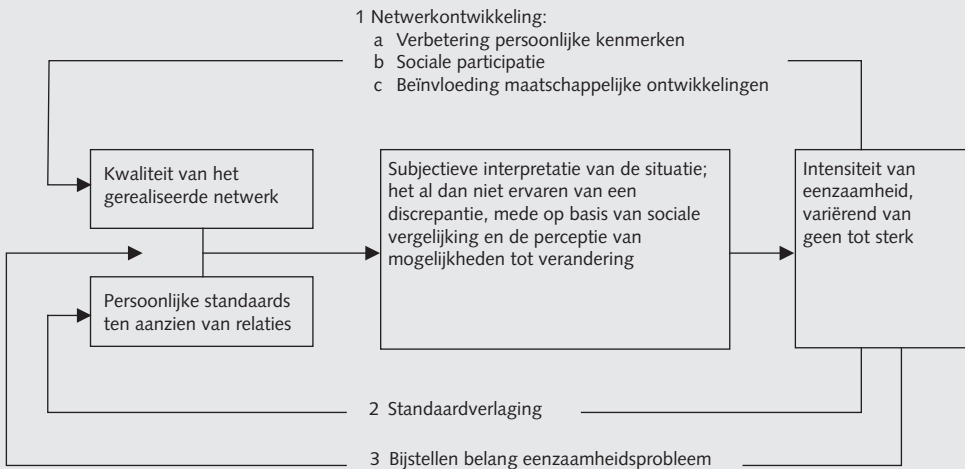 1 Netwerkontwikkeling:
a Verbetering persoonlijke kenmerken
b Sociale participatie
c Beïnvloeding maatschappelijke ontwikkelingen
Kwaliteit van het
gerealiseerde netwerk
Persoonlijke standaards
ten aanzien van relaties
Subjectieve interpretatie van de situatie;
het al dan niet ervaren van een
discrepantie, mede op basis van sociale
vergelijking en de perceptie van
mogelijkheden tot verandering
Intensiteit van
eenzaamheid,
variërend van
geen tot sterk
2 Standaardverlaging
3 Bijstellen belang eenzaamheidsprobleem